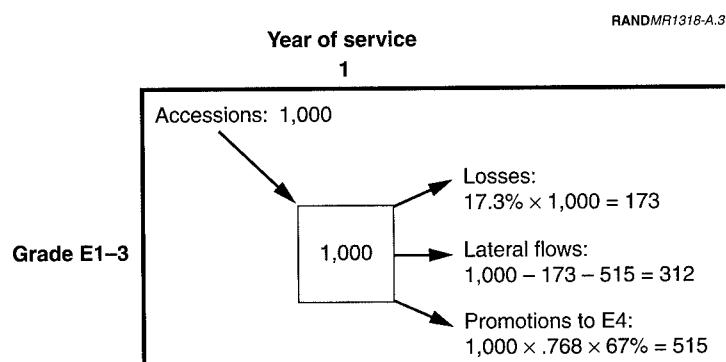 RANDMR1318-A.3
Year of service
1
Accessions: 1,000
Losses:
17.3% × 1,000 = 173
Grade E1–3
1,000
Lateral flows:
1,000 – 173 – 515 = 312
Promotions to E4:
1,000 × .768 × 67% = 515